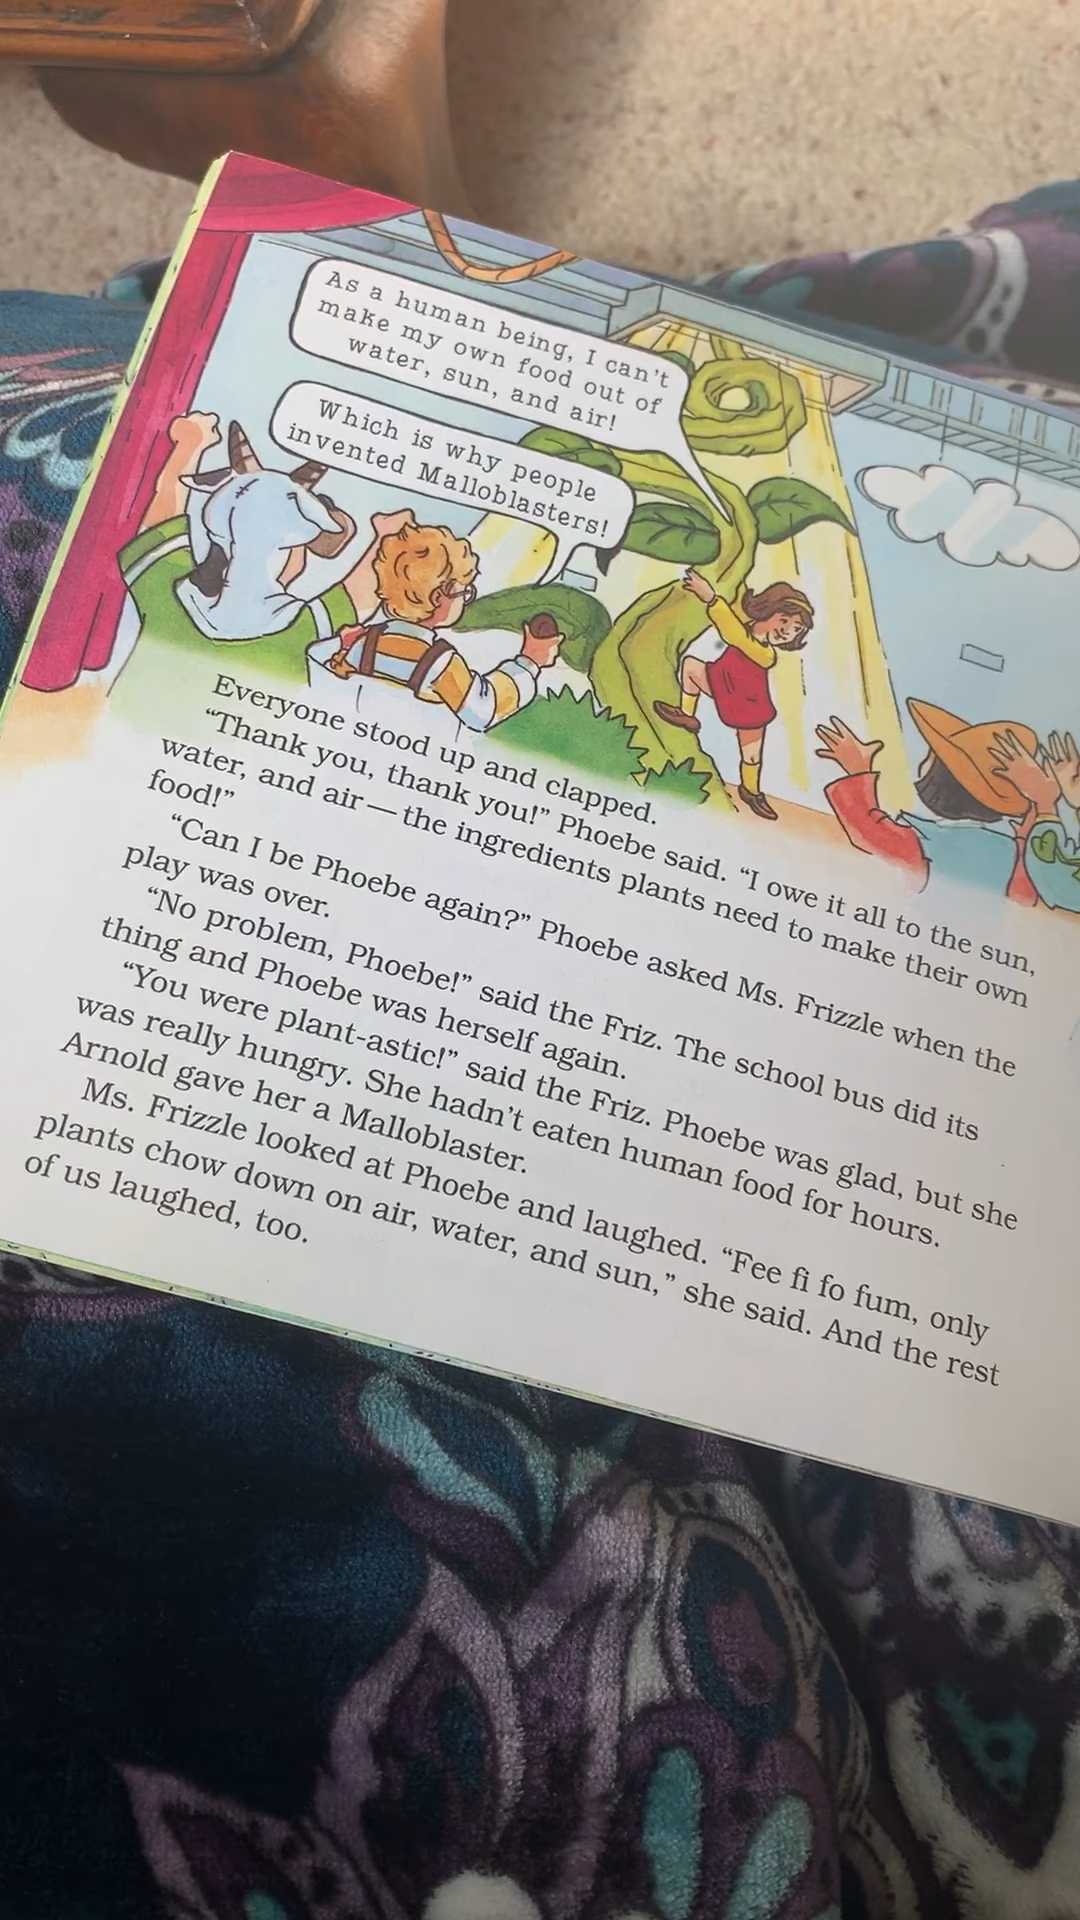 As a human being, I can't
make my own food out of
water, sun, and air!
Which is why people
invented Malloblasters!
Everyone stood up and clapped.
“Thank you, thank you!” Phoebe said. “I owe it all to the sun,
water, and air—the ingredients plants need to make their own
food!”
“Can I be Phoebe again?” Phoebe asked Ms. Frizzle when the
play was over.
“No problem, Phoebe!” said the Friz. The school bus did its
thing and Phoebe was herself again.
“You were plant-astic!” said the Friz. Phoebe was glad, but she
was really hungry. She hadn’t eaten human food for hours.
Arnold gave her a Malloblaster.
Ms. Frizzle looked at Phoebe and laughed. “Fee fi fo fum, only
plants chow down on air, water, and sun,” she said. And the rest
of us laughed, too.